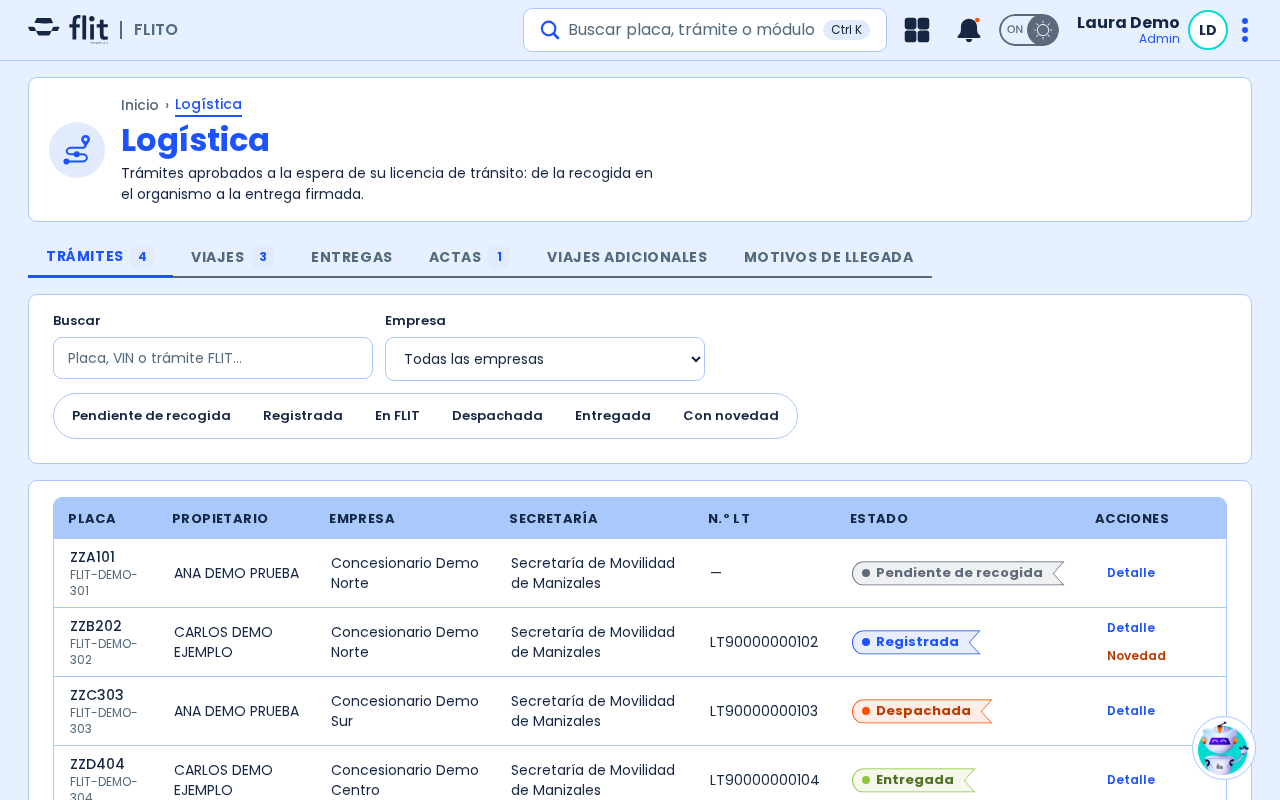 flit | FLITO
Buscar placa, trámite o módulo Ctrl K
ON
Laura Demo
Admin
LD
Inicio › Logística
Logística
Trámites aprobados a la espera de su licencia de tránsito: de la recogida en
el organismo a la entrega firmada.
TRÁMITES 4 VIAJES 3 ENTREGAS ACTAS 1 VIAJES ADICIONALES MOTIVOS DE LLEGADA
Buscar Empresa
Placa, VIN o trámite FLIT... Todas las empresas
Pendiente de recogida Registrada En FLIT Despachada Entregada Con novedad
PLACA PROPIETARIO EMPRESA SECRETARÍA N.º LT ESTADO ACCIONES
ZZA101
FLIT-DEMO-
301
ANA DEMO PRUEBA
Concesionario Demo
Norte
Secretaría de Movilidad
de Manizales
—
Pendiente de recogida
Detalle
ZZB202
FLIT-DEMO-
302
CARLOS DEMO
EJEMPLO
Concesionario Demo
Norte
Secretaría de Movilidad
de Manizales
LT90000000102
Registrada
Detalle
Novedad
ZZC303
FLIT-DEMO-
303
ANA DEMO PRUEBA
Concesionario Demo
Sur
Secretaría de Movilidad
de Manizales
LT90000000103
Despachada
Detalle
ZZD404
FLIT-DEMO-
304
CARLOS DEMO
EJEMPLO
Concesionario Demo
Centro
Secretaría de Movilidad
de Manizales
LT90000000104
Entregada
Detalle